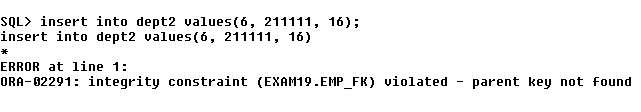 SQL> insert into dept2 values(6, 211111, 16);
insert into dept2 values(6, 211111, 16)
*
ERROR at line 1:
ORA-02291: integrity constraint (EXAM19.EMP_FK) violated - parent key not found